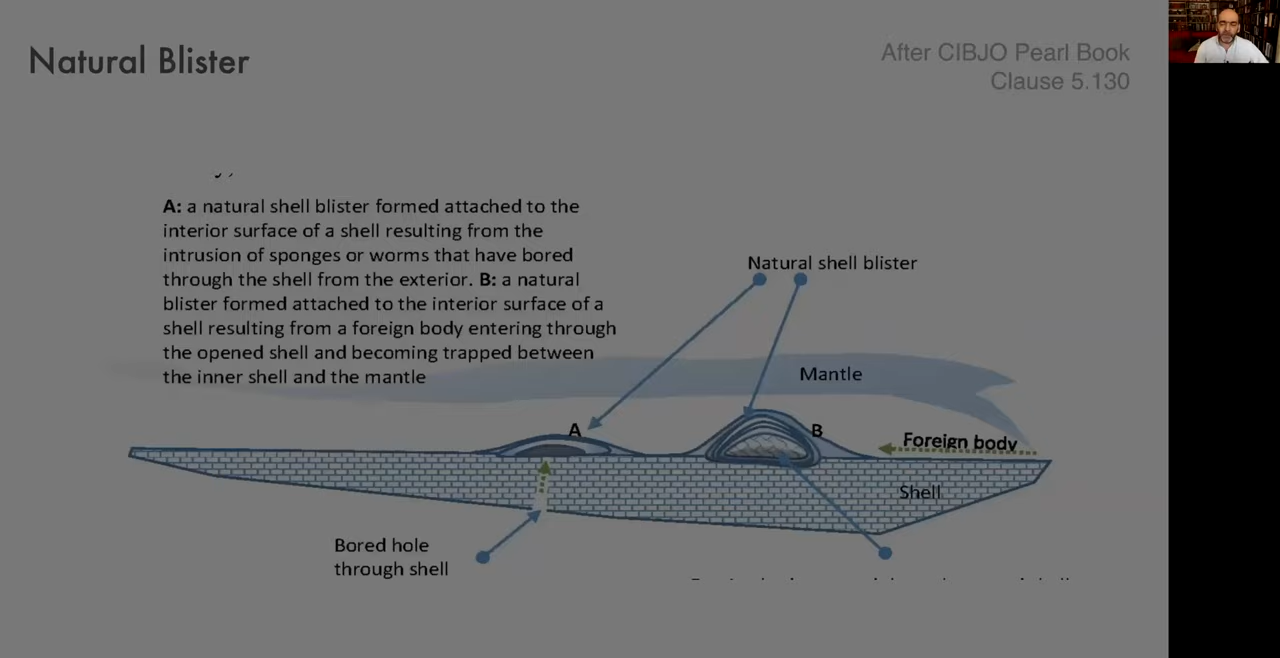 Natural Blister
After CIBJO Pearl Book
Clause 5.130
A: a natural shell blister formed attached to the
interior surface of a shell resulting from the
intrusion of sponges or worms that have bored
through the shell from the exterior. B: a natural
blister formed attached to the interior surface of a
shell resulting from a foreign body entering through
the opened shell and becoming trapped between
the inner shell and the mantle
Natural shell blister
Mantle
A
B
Foreign body
Shell
Bored hole
through shell